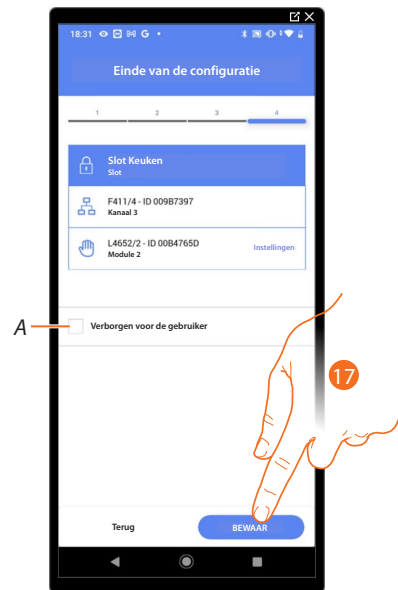 18:31 G
Einde van de configuratie
1 2 3 4
Slot Keuken
Slot
F411/4 - ID 009B7397
Kanaal 3
L4652/2 - ID 00B4765D
Module 2
Instellingen
A
Verborgen voor de gebruiker
17
Terug
BEWAAR